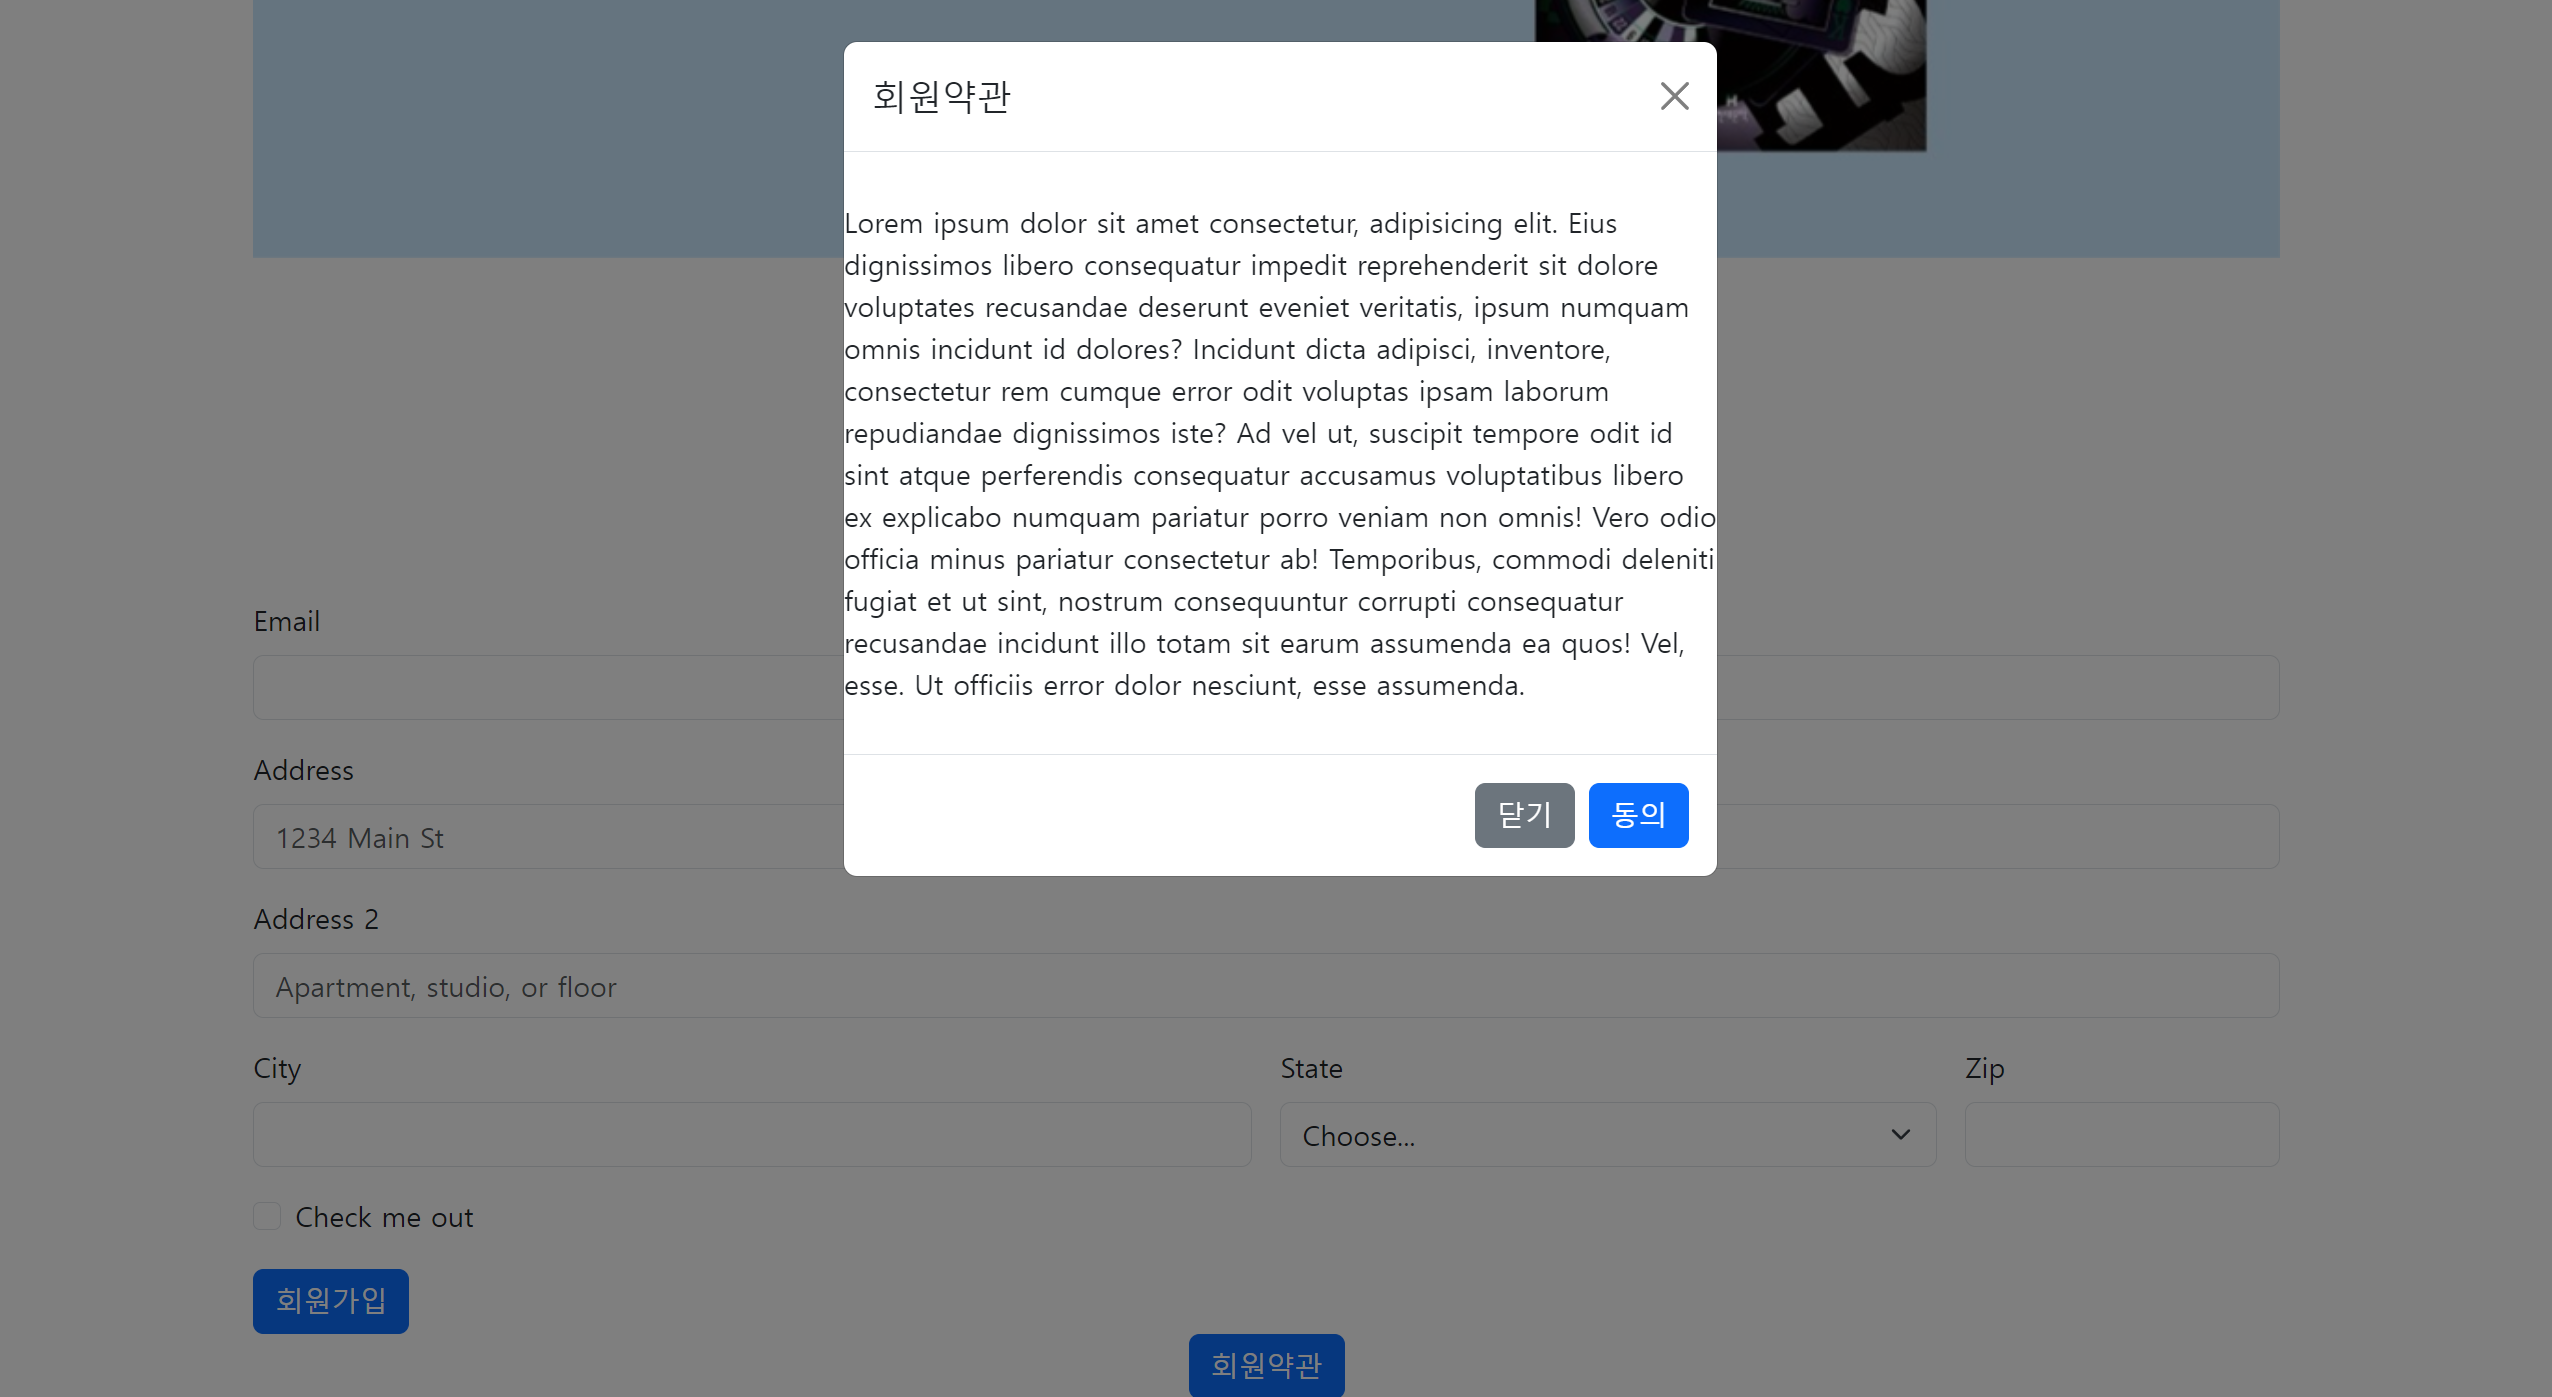 회원약관
Lorem ipsum dolor sit amet consectetur, adipisicing elit. Eius
dignissimos libero consequatur impedit reprehenderit sit dolore
voluptates recusandae deserunt eveniet veritatis, ipsum numquam
omnis incidunt id dolores? Incidunt dicta adipisci, inventore,
consectetur rem cumque error odit voluptas ipsam laborum
repudiandae dignissimos iste? Ad vel ut, suscipit tempore odit id
sint atque perferendis consequatur accusamus voluptatibus libero
ex explicabo numquam pariatur porro veniam non omnis! Vero odio
officia minus pariatur consectetur ab! Temporibus, commodi deleniti
fugiat et ut sint, nostrum consequuntur corrupti consequatur
recusandae incidunt illo totam sit earum assumenda ea quos! Vel,
esse. Ut officiis error dolor nesciunt, esse assumenda.
닫기 동의
Email
Address
1234 Main St
Address 2
Apartment, studio, or floor
City State Zip
Choose...
Check me out
회원가입
회원약관